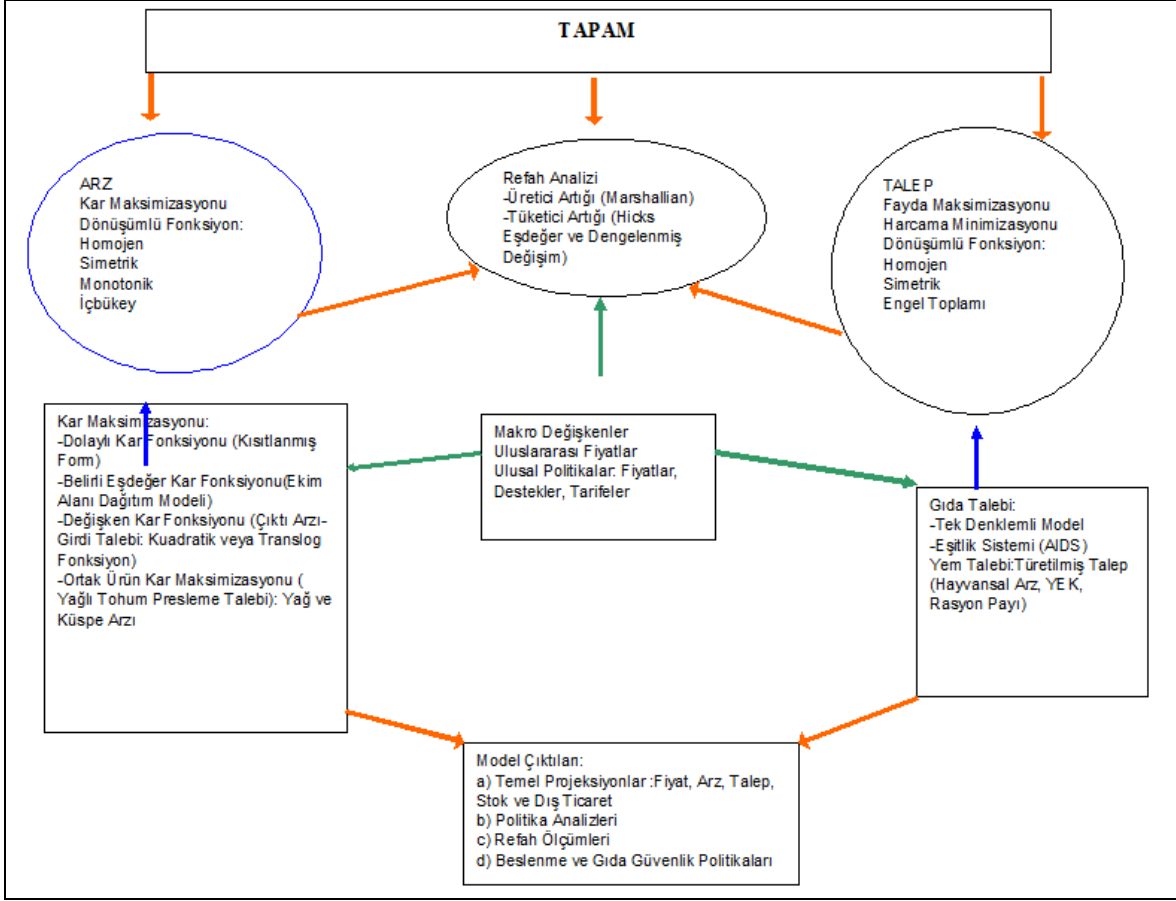 TAPAM
ARZ
Kar Maksimizasyonu
Dönüşümlü Fonksiyon:
Homojen
Simetrik
Monotonik
İçbükey
Refah Analizi
-Üretici Artığı (Marshallian)
-Tüketici Artığı (Hicks
Eşdeğer ve Dengelenmiş
Değişim)
TALEP
Fayda Maksimizasyonu
Harcama Minimizasyonu
Dönüşümlü Fonksiyon:
Homojen
Simetrik
Engel Toplamı
Kar Maksimizasyonu:
-Dolaylı Kar Fonksiyonu (Kısıtlanmış
Form)
-Belirli Eşdeğer Kar Fonksiyonu(Ekim
Alanı Dağıtım Modeli)
-Değişken Kar Fonksiyonu (Çıktı Arzı-
Girdi Talebi: Kuadratik veya Translog
Fonksiyon)
-Ortak Ürün Kar Maksimizasyonu (
Yağlı Tohum Presleme Talebi): Yağ ve
Küspe Arzı
Makro Değişkenler
Uluslararası Fiyatlar
Ulusal Politikalar: Fiyatlar,
Destekler, Tarifeler
Gıda Talebi:
-Tek Denklemli Model
-Eşitlik Sistemi (AIDS)
Yem Talebi:Türetilmiş Talep
(Hayvansal Arz, YEK,
Rasyon Payı)
Model Çıktıları:
a) Temel Projeksiyonlar :Fiyat, Arz, Talep,
Stok ve Dış Ticaret
b) Politika Analizleri
c) Refah Ölçümleri
d) Beslenme ve Gıda Güvenlik Politikaları